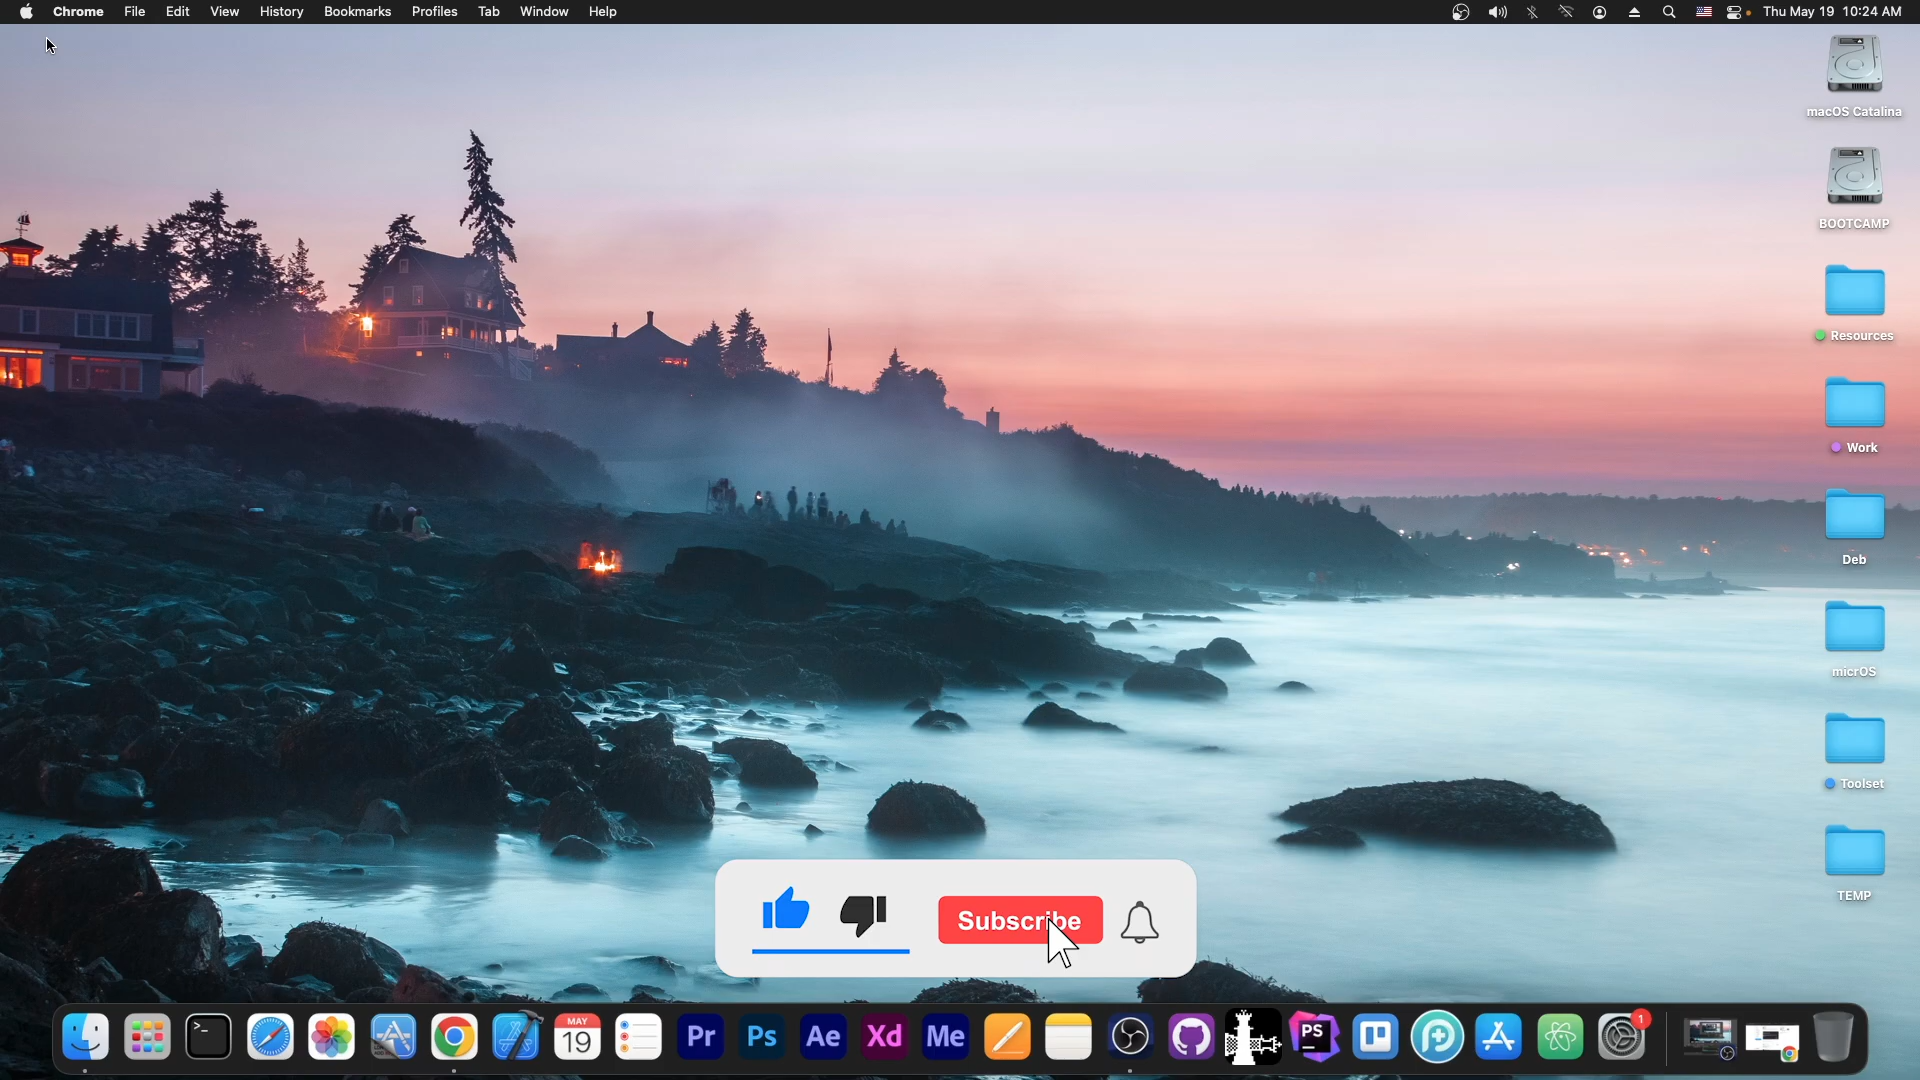 Chrome File Edit View History Bookmarks Profiles Tab Window Help
Thu May 19 10:24 AM
macOS Catalina
BOOTCAMP
Resources
Work
Deb
micrOS
Toolset
TEMP
Subscribe
>_
MAY
19
Pr
Ps
Ae
Xd
Me
PS
1